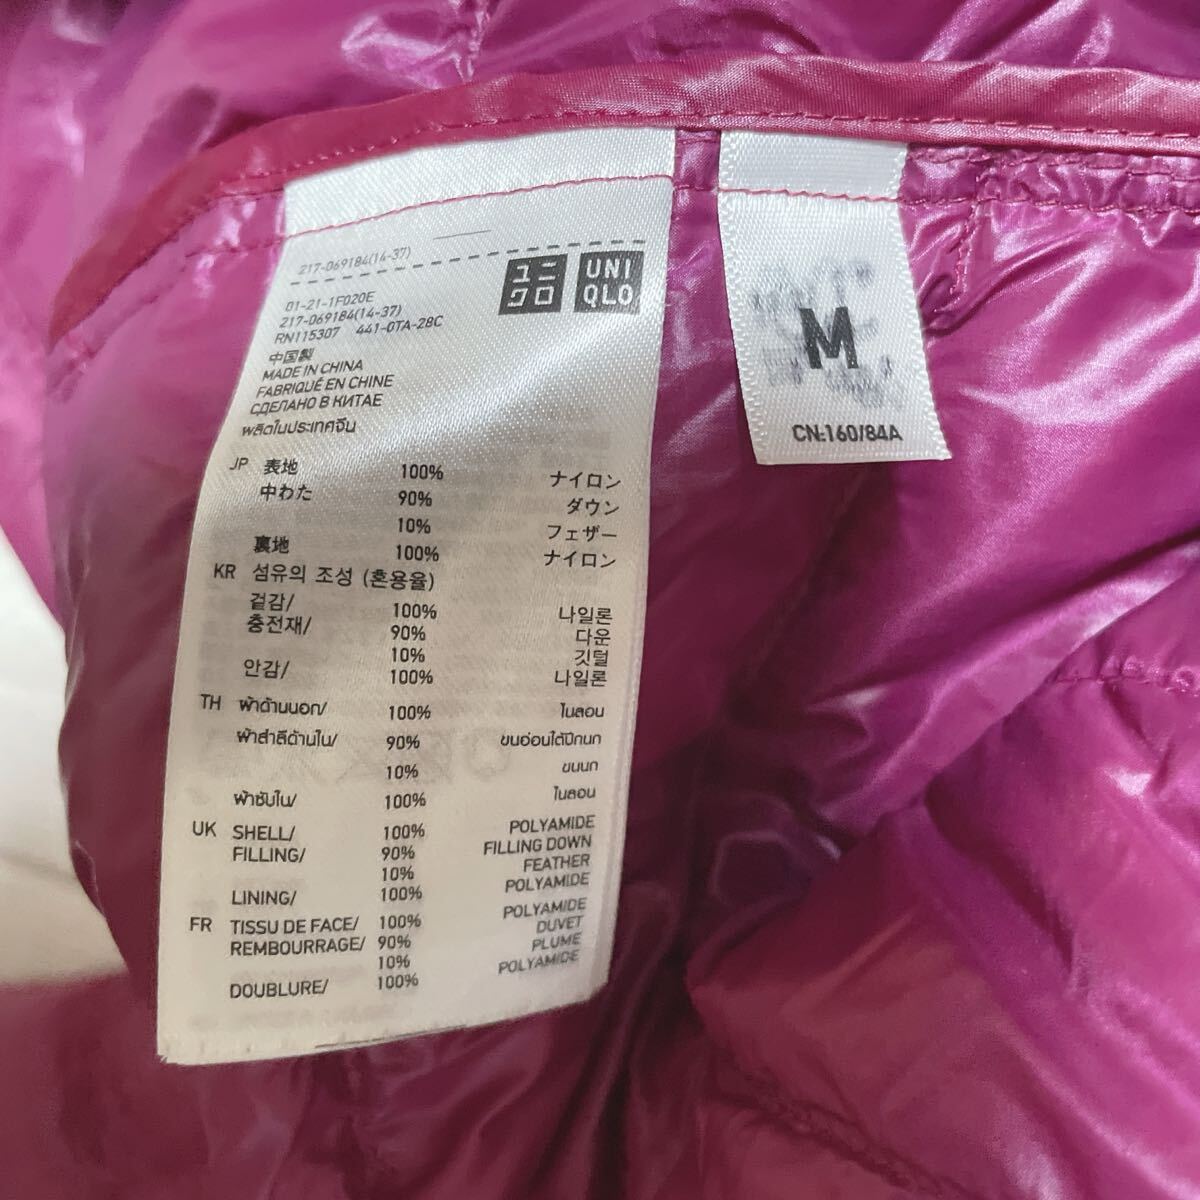 217-069184(14-37)
ユニクロ
UNIQLO
01-21-1F020E
217-069184(14-37)
RN115307 441-0TA-28C
中国製
MADE IN CHINA
FABRIQUÉ EN CHINE
СДЕЛАНО В КИТАЕ
ผลิตในประเทศจีน
JP 表地 100% ナイロン
中わた 90% ダウン
10% フェザー
裏地 100% ナイロン
KR 섬유의 조성 (혼용율)
겉감/ 100% 나일론
충전재/ 90% 다운
10% 깃털
안감/ 100% 나일론
TH ผ้าด้านนอก/ 100% ไนลอน
ผ้าสำลีด้านใน/ 90% ขนอ่อนใต้ปีกนก
10% ขนนก
ผ้าซับใน/ 100% ไนลอน
UK SHELL/ 100% POLYAMIDE
FILLING/ 90% FILLING DOWN
10% FEATHER
LINING/ 100% POLYAMIDE
FR TISSU DE FACE/ 100% POLYAMIDE
REMBOURRAGE/ 90% DUVET
10% PLUME
DOUBLURE/ 100% POLYAMIDE
M
CN:160/84A